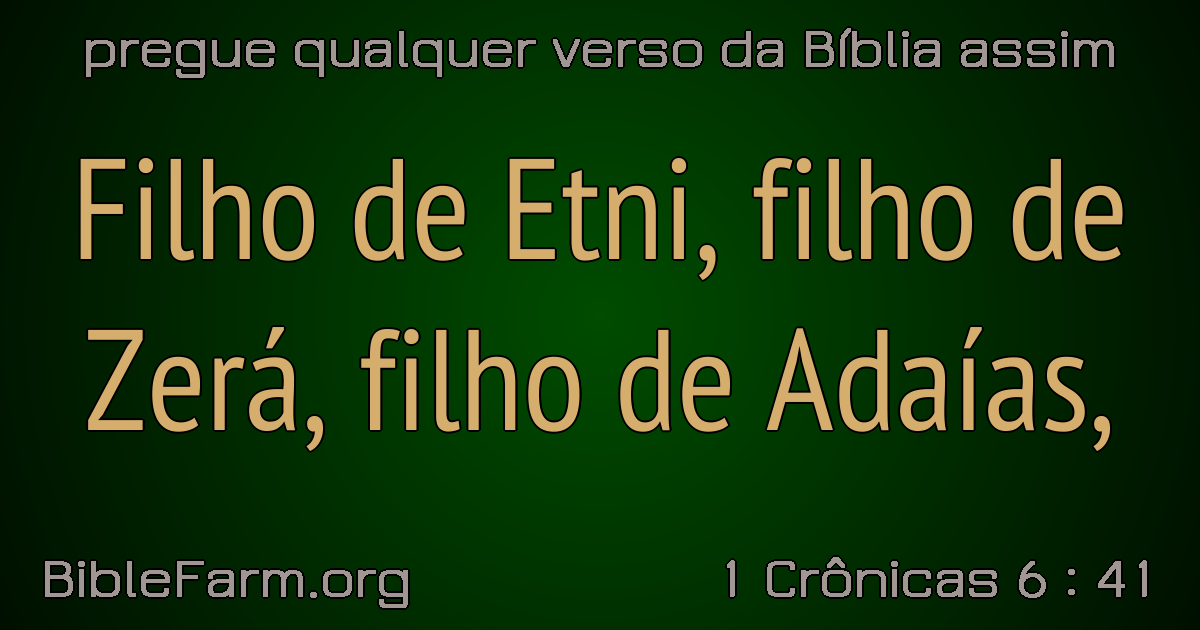 pregue qualquer verso da Bíblia assim
Filho de Etni, filho de
Zerá, filho de Adaías,
BibleFarm.org
1 Crônicas 6 : 41